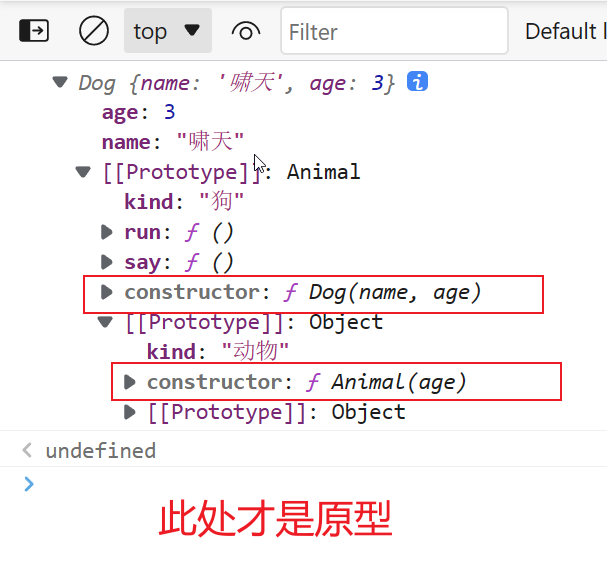 top Filter Default l
Dog {name: '啸天', age: 3} i
age: 3
name: "啸天"
[[Prototype]]: Animal
kind: "狗"
run: ƒ ()
say: ƒ ()
constructor: ƒ Dog(name, age)
[[Prototype]]: Object
kind: "动物"
constructor: ƒ Animal(age)
[[Prototype]]: Object
undefined
此处才是原型